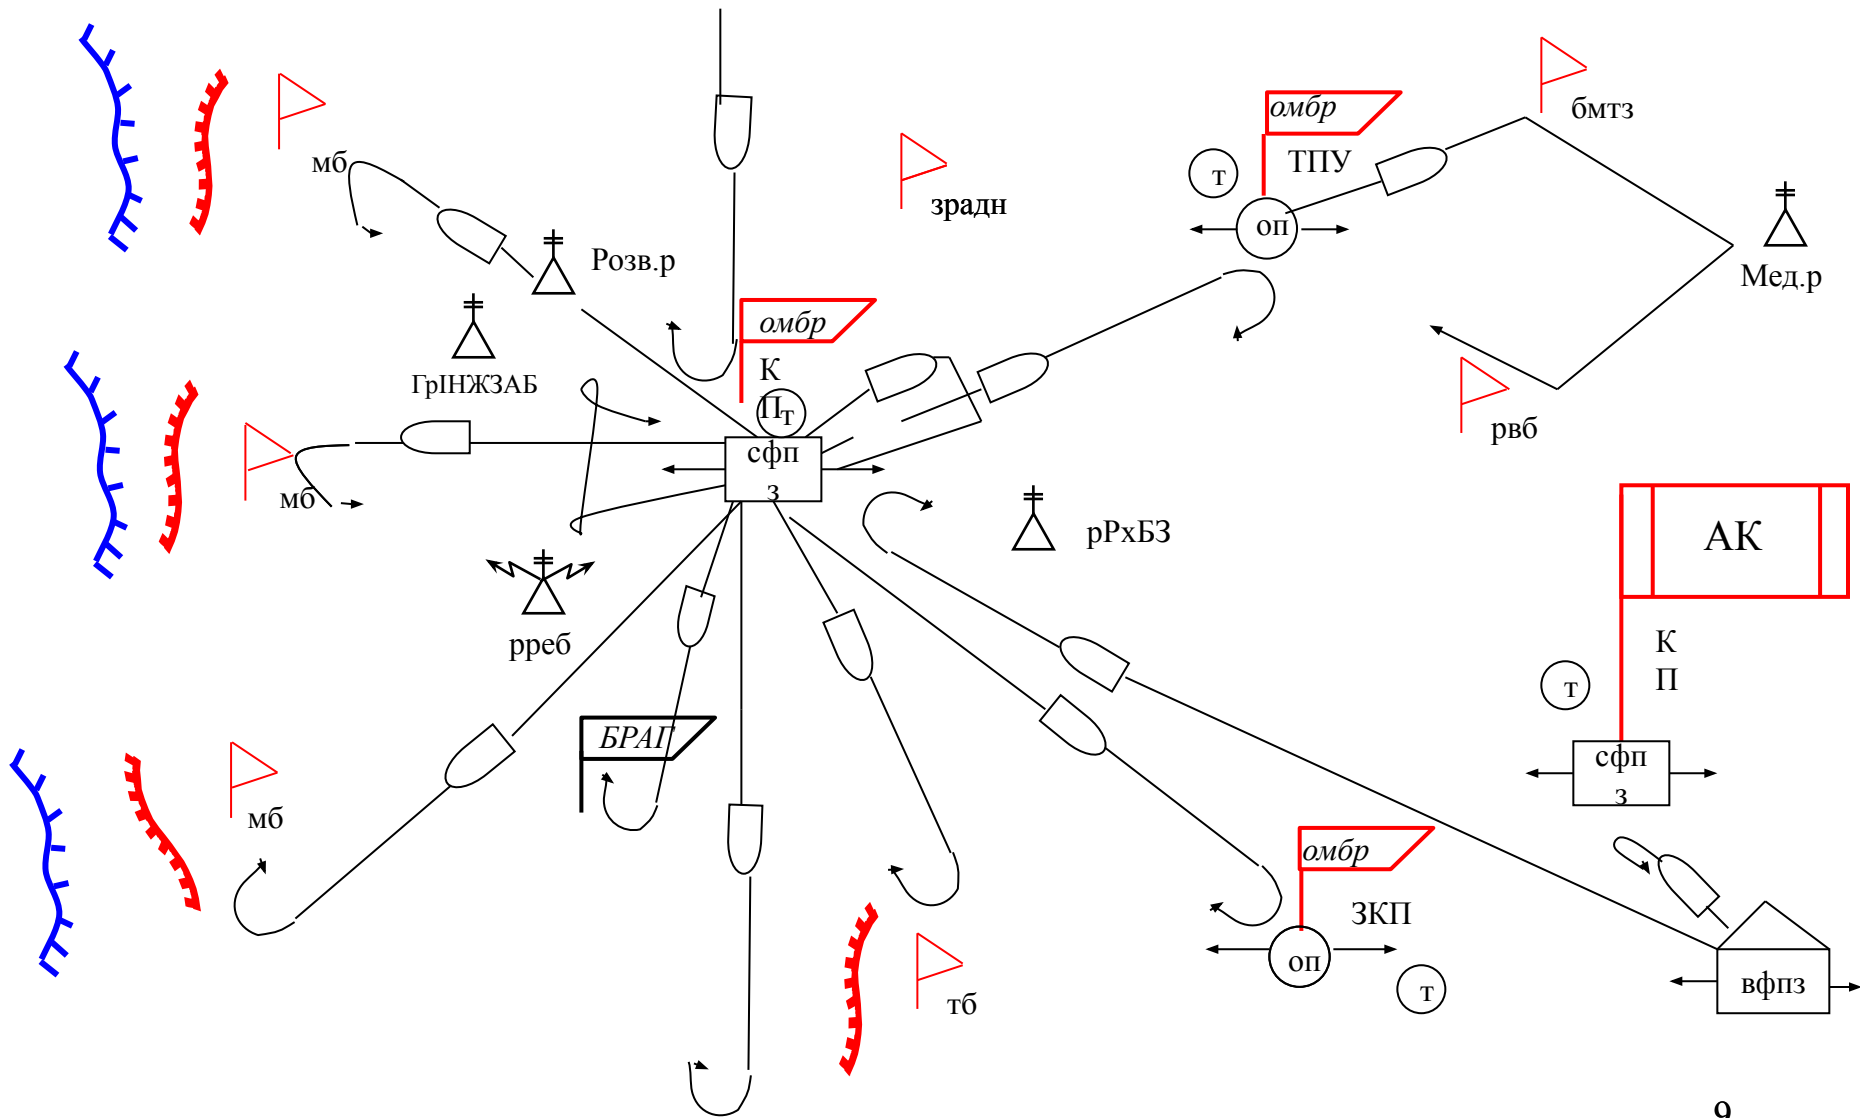 бмтз
омбр
ТПУ
т
оп
мб
зрадн
Розв.р
Мед.р
омбр
К
П
т
ГрІНЖЗАБ
рвб
сфп
з
мб
рРхБЗ
АК
К
П
т
рреб
БРАГ
сфп
з
мб
омбр
ЗКП
оп
т
тб
вфпз
9